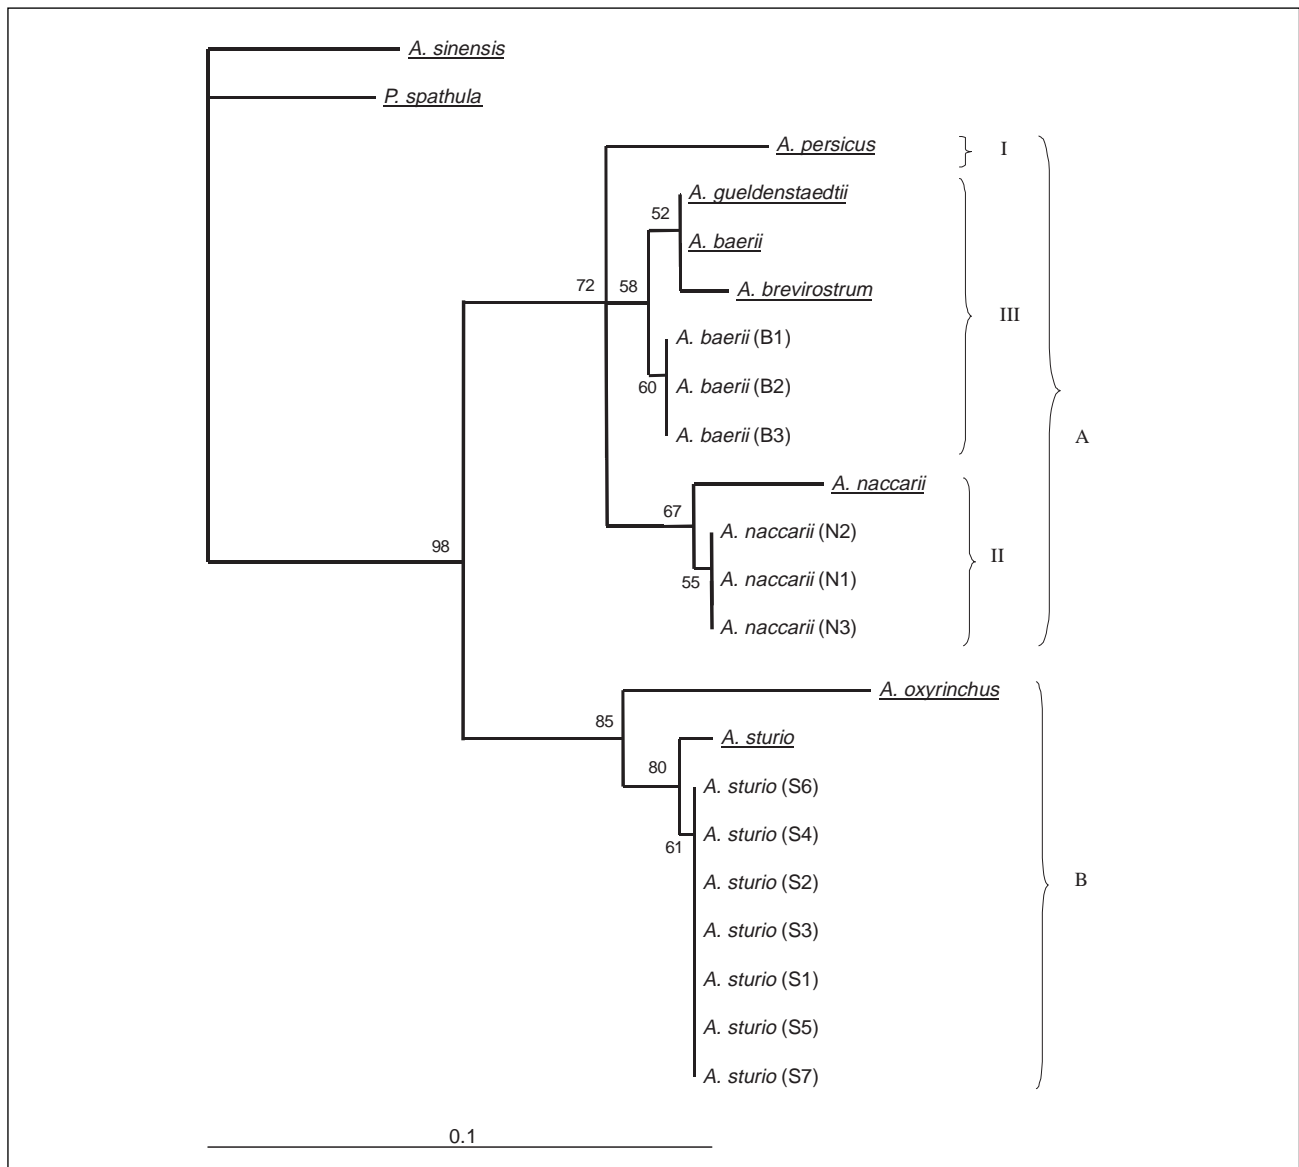 A. sinensis
P. spathula
A. persicus
I
A. gueldenstaedtii
52
A. baerii
72
58
A. brevirostrum
III
A. baerii (B1)
60
A. baerii (B2)
A. baerii (B3)
A
A. naccarii
67
A. naccarii (N2)
98
II
55
A. naccarii (N1)
A. naccarii (N3)
A. oxyrinchus
85
A. sturio
80
A. sturio (S6)
A. sturio (S4)
61
A. sturio (S2)
B
A. sturio (S3)
A. sturio (S1)
A. sturio (S5)
A. sturio (S7)
0.1